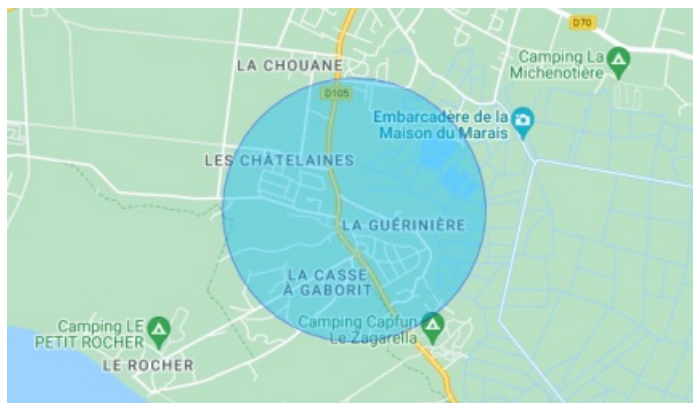 D70
Camping La
Michenotière
LA CHOUANE
D105
Embarcadère de la
Maison du Marais
LES CHÂTELAINES
LA GUÉRINIÈRE
LA CASSE
À GABORIT
Camping Capfun
Le Zagarella
Camping LE
PETIT ROCHER
LE ROCHER